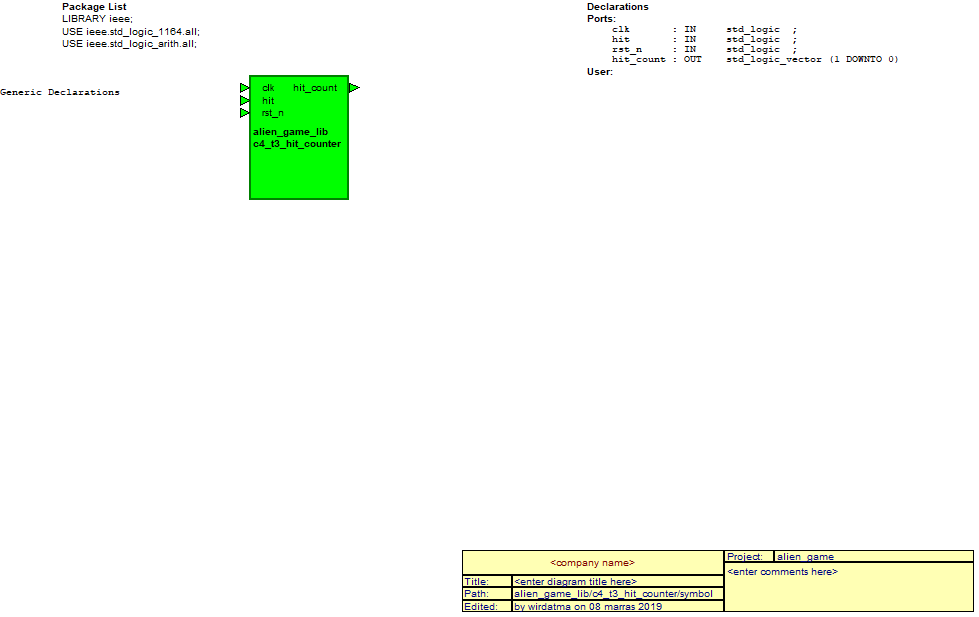 Package List
LIBRARY ieee;
USE ieee.std_logic_1164.all;
USE ieee.std_logic_arith.all;
Declarations
Ports:
clk : IN std_logic ;
hit : IN std_logic ;
rst_n : IN std_logic ;
hit_count : OUT std_logic_vector (1 DOWNTO 0)
User:
Generic Declarations
clk hit_count
hit
rst_n
alien_game_lib
c4_t3_hit_counter
<company name>
Project: alien_game
<enter comments here>
Title: <enter diagram title here>
Path: alien_game_lib/c4_t3_hit_counter/symbol
Edited: by wirdatma on 08 marras 2019